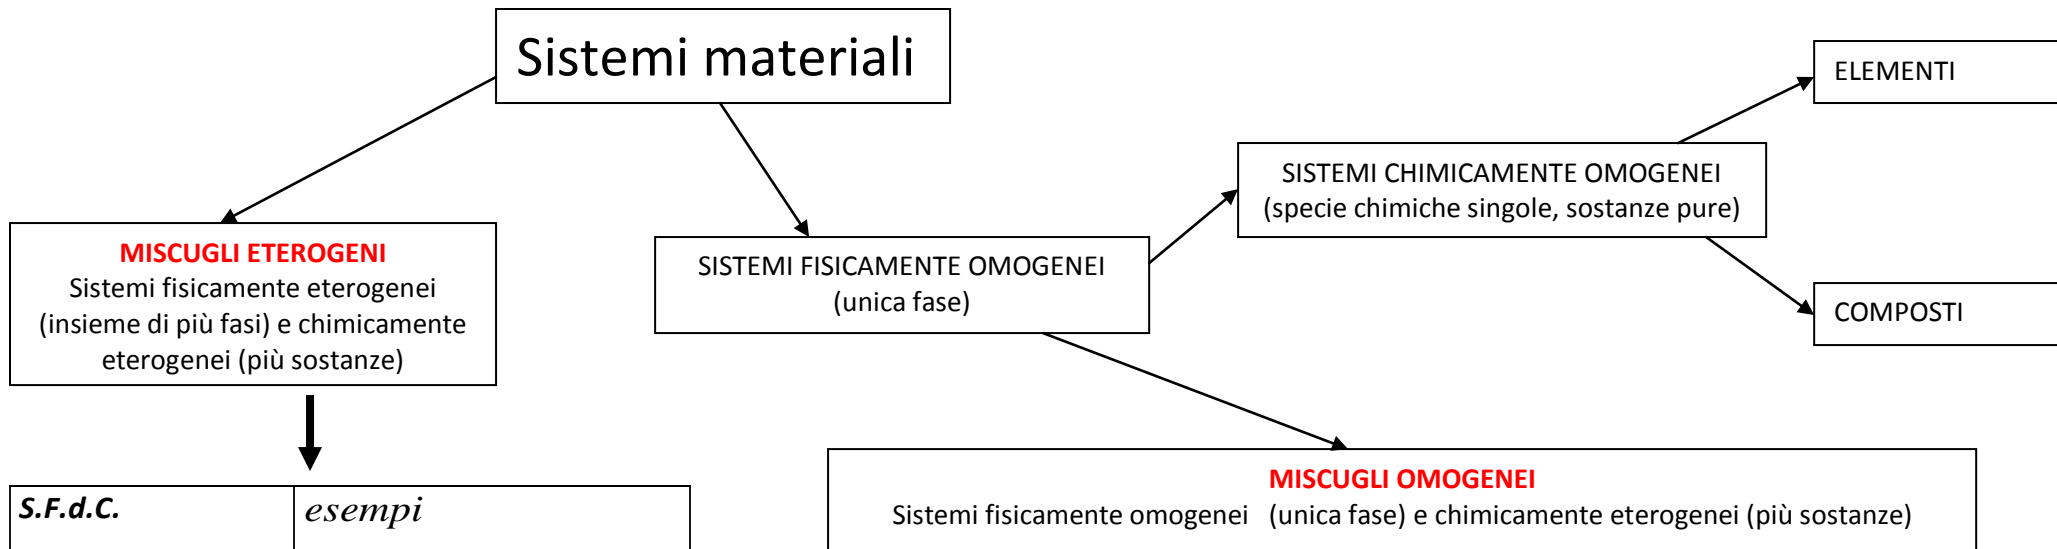 Sistemi materiali
ELEMENTI
SISTEMI CHIMICAMENTE OMOGENEI
(specie chimiche singole, sostanze pure)
MISCUGLI ETEROGENI
Sistemi fisicamente eterogenei
(insieme di più fasi) e chimicamente
eterogenei (più sostanze)
SISTEMI FISICAMENTE OMOGENEI
(unica fase)
COMPOSTI
MISCUGLI OMOGENEI
Sistemi fisicamente omogenei (unica fase) e chimicamente eterogenei (più sostanze)
S.F.d.C.
esempi